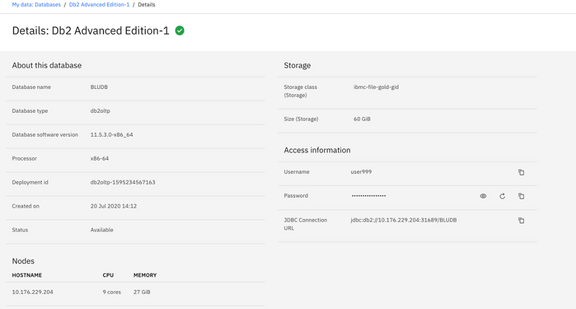 My data: Databases / Db2 Advanced Edition-1 / Details
Details: Db2 Advanced Edition-1
About this database
Database name BLUDB
Database type db2oltp
Database software version 11.5.3.0-x86_64
Processor x86-64
Deployment id db2oltp-1595234567163
Created on 20 Jul 2020 14:12
Status Available
Nodes
HOSTNAME CPU MEMORY
10.176.229.204 9 cores 27 GiB
Storage
Storage class
(Storage) ibmc-file-gold-gid
Size (Storage) 60 GiB
Access information
Username user999
Password ••••••••••••••••
JDBC Connection
URL jdbc:db2://10.176.229.204:31689/BLUDB